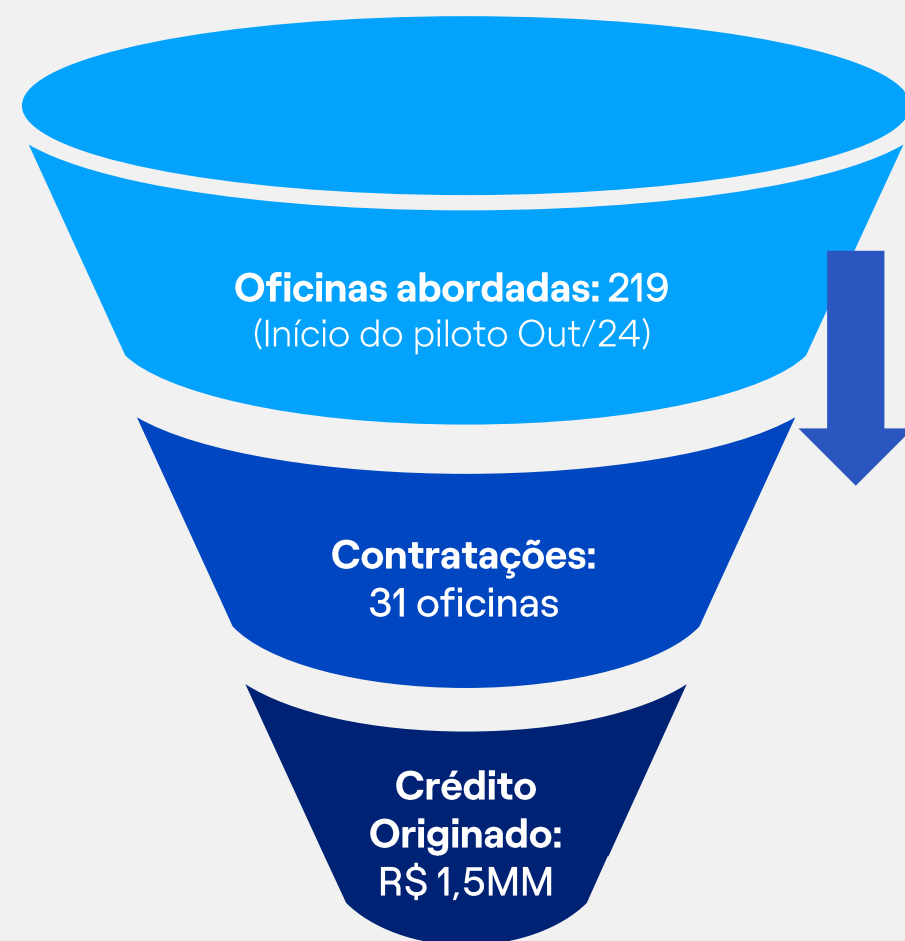 Oficinas abordadas: 219
(Início do piloto Out/24)
Contratações:
31 oficinas
Crédito
Originado:
R$ 1,5MM